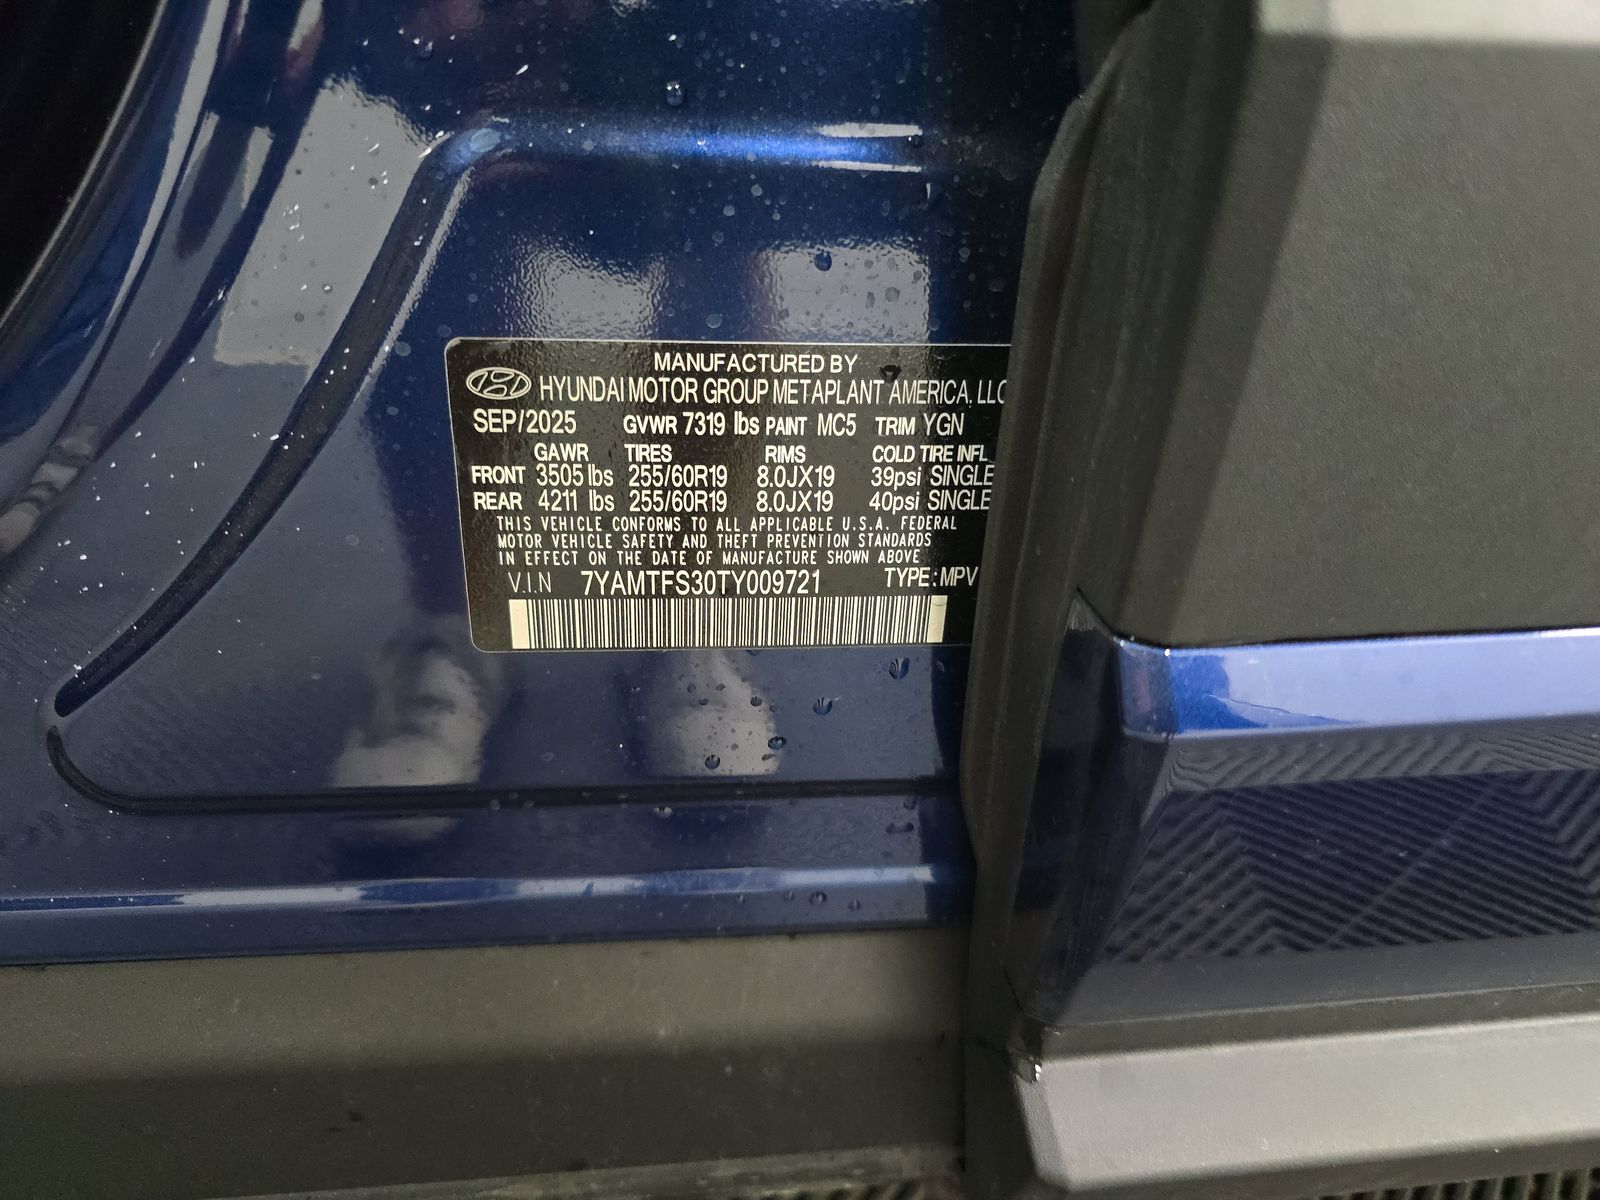 MANUFACTURED BY
HYUNDAI MOTOR GROUP METAPLANT AMERICA, LLC
SEP/2025 GVWR 7319 lbs PAINT MC5 TRIM YGN
GAWR TIRES RIMS COLD TIRE INFL
FRONT 3505 lbs 255/60R19 8.0JX19 39psi SINGLE
REAR 4211 lbs 255/60R19 8.0JX19 40psi SINGLE
THIS VEHICLE CONFORMS TO ALL APPLICABLE U.S.A. FEDERAL
MOTOR VEHICLE SAFETY AND THEFT PREVENTION STANDARDS
IN EFFECT ON THE DATE OF MANUFACTURE SHOWN ABOVE
V.I.N 7YAMTFS30TY009721 TYPE : MPV